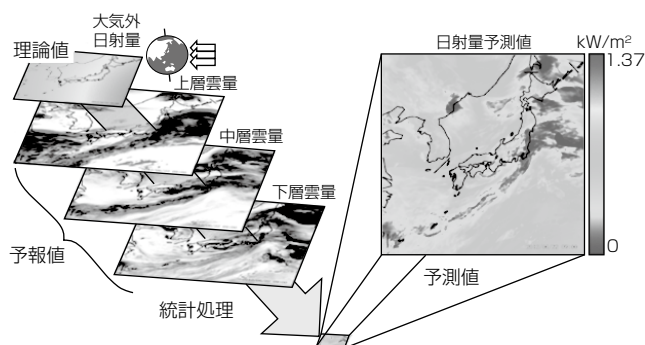 大気外
日射量
理論値
上層雲量
中層雲量
下層雲量
予報値
統計処理
日射量予測値
kW/m²
1.37
0
予測値